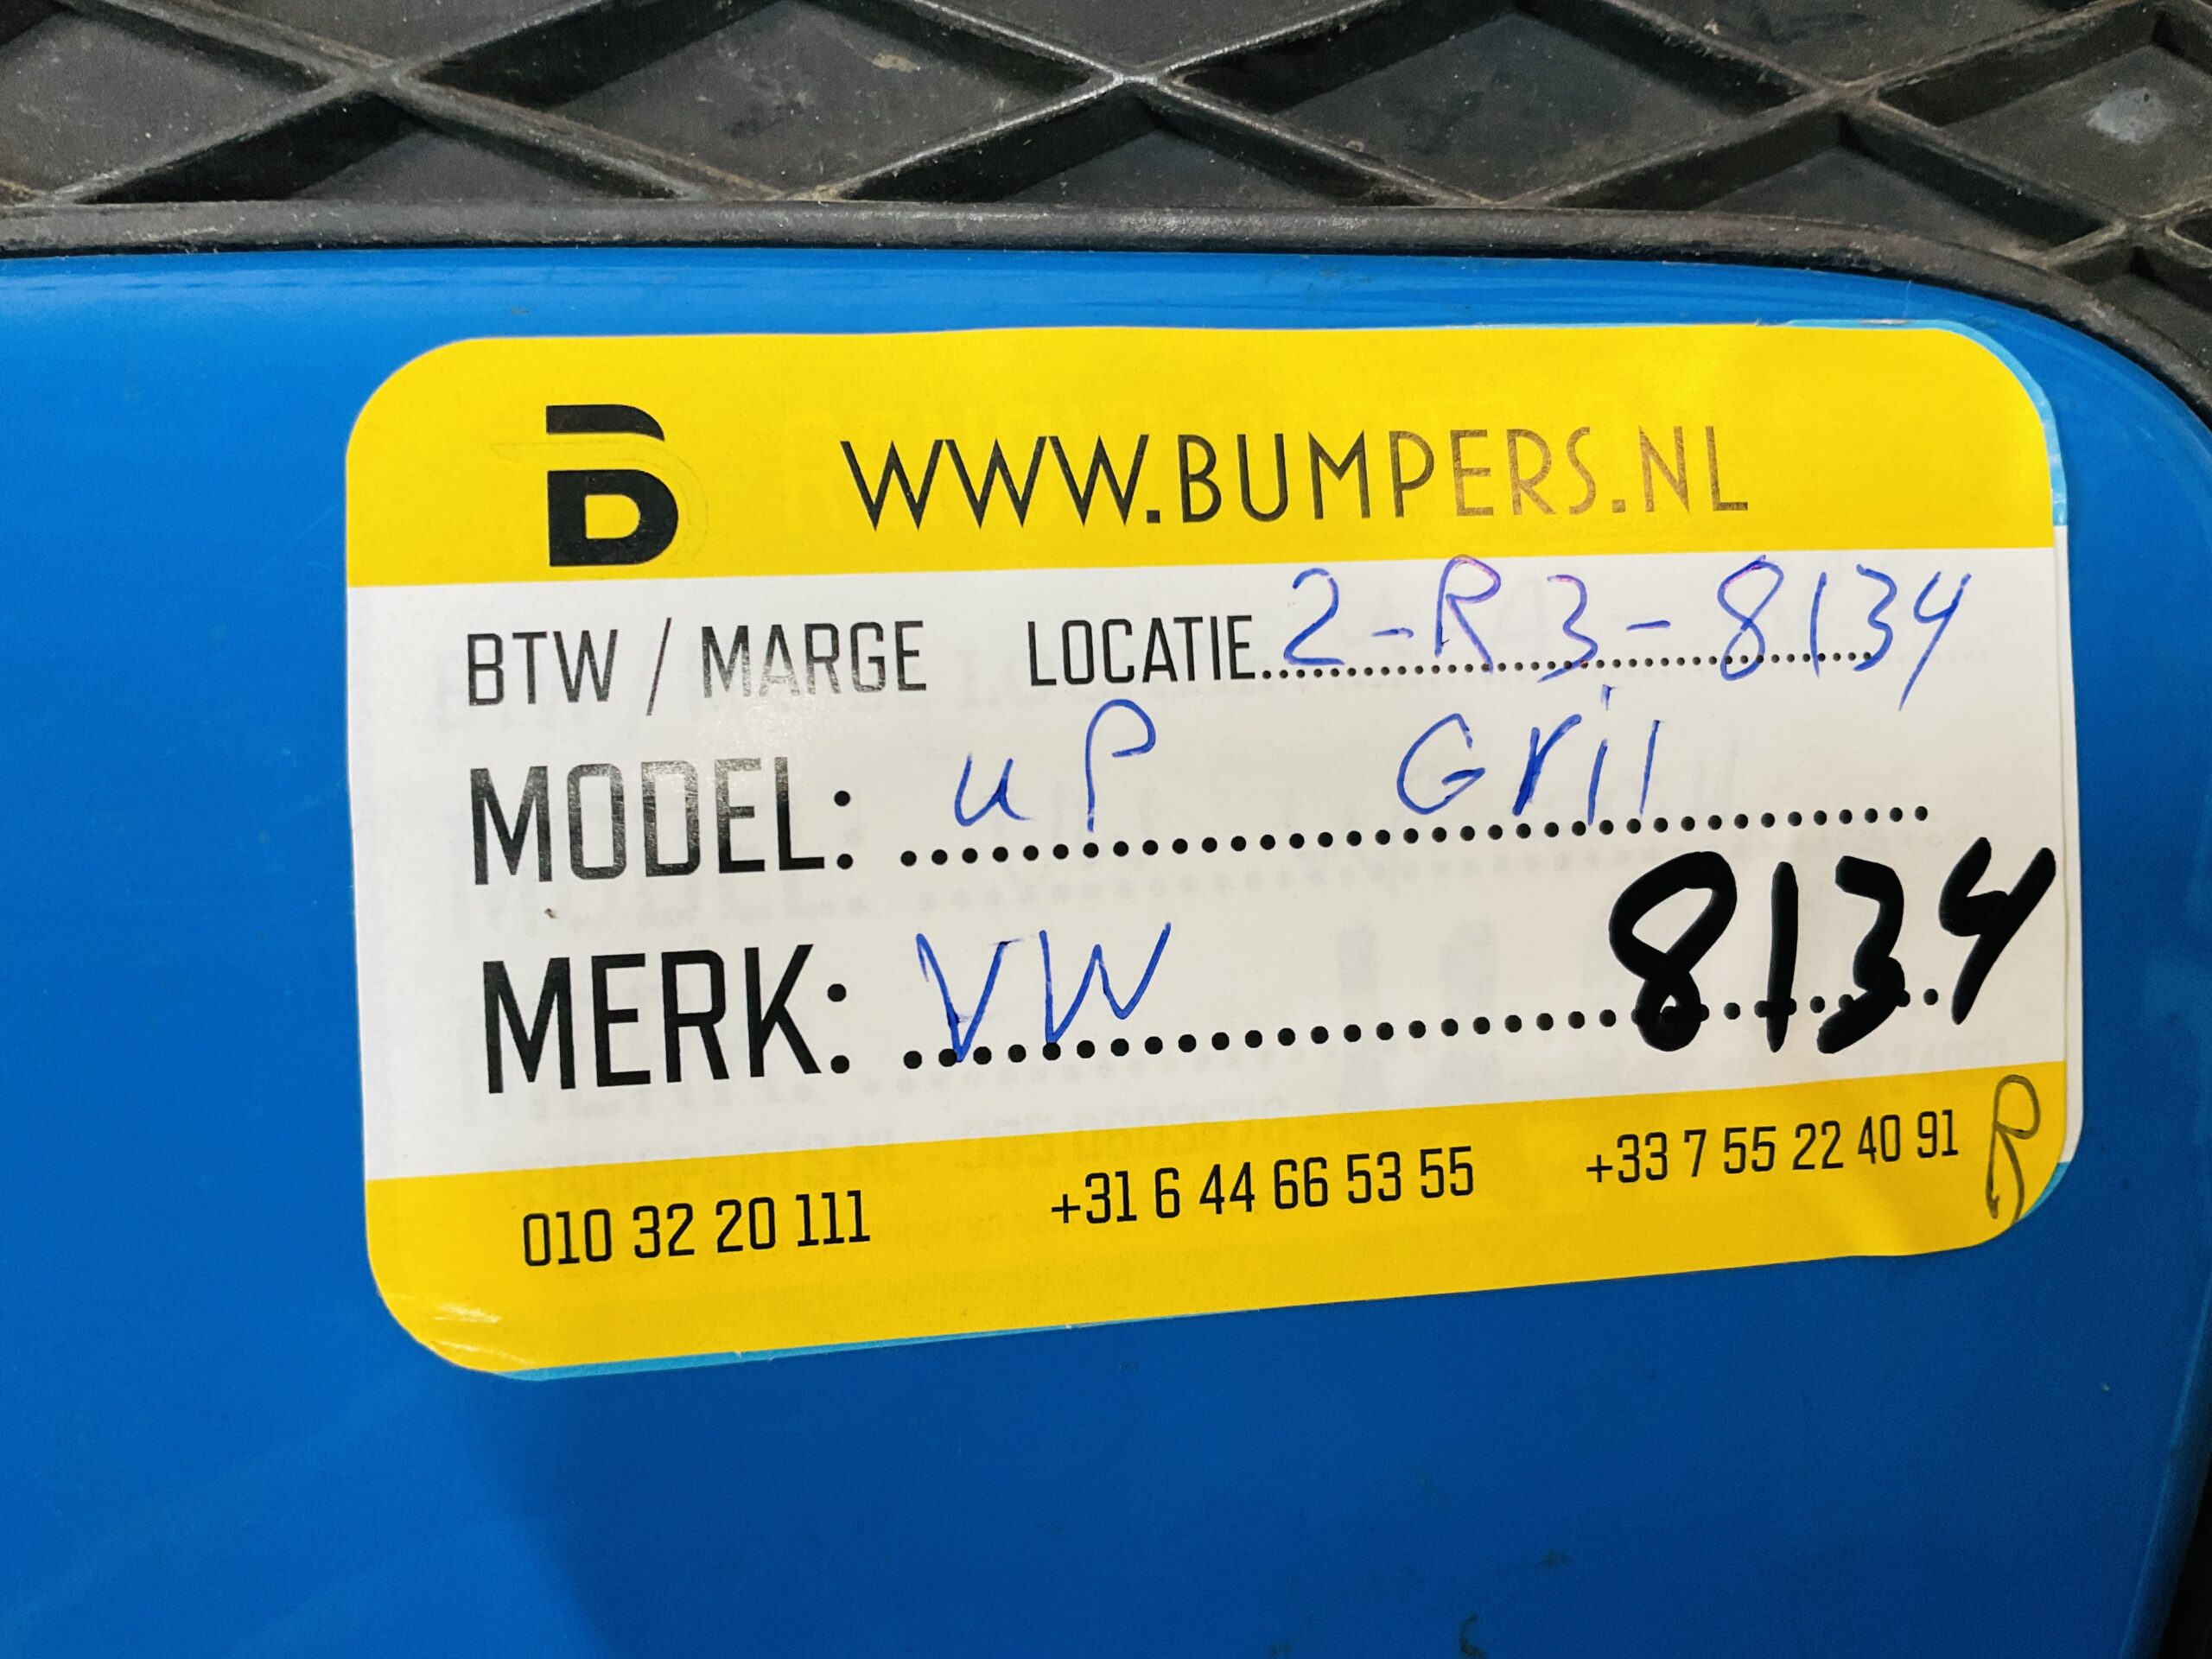 B WWW.BUMPERS.NL
BTW / MARGE LOCATIE 2-R3-8134
MODEL: uP Gril
MERK: VW 8134
010 32 20 111 +31 6 44 66 53 55 +33 7 55 22 40 91 R